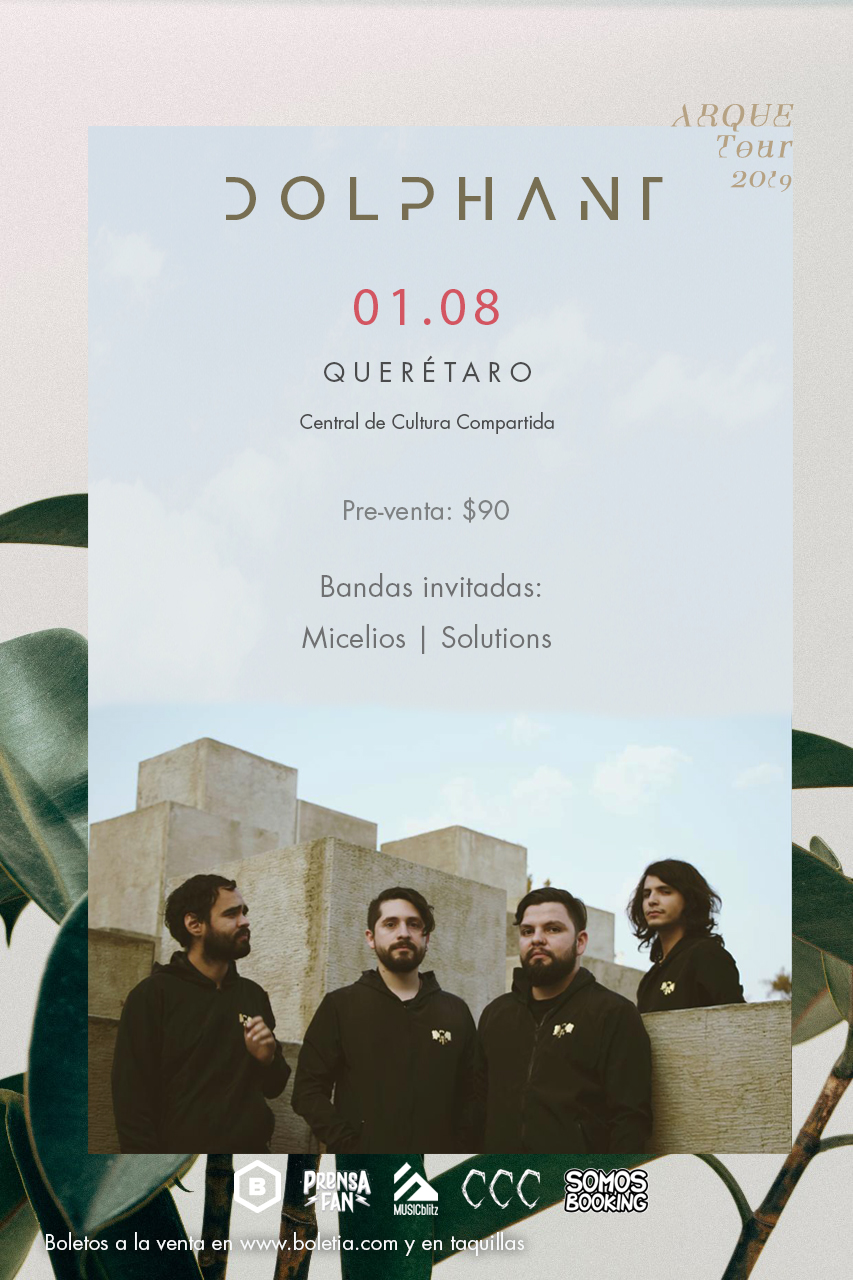 ARQUE
Tour
2019
DOLPHANT
01.08
QUERÉTARO
Central de Cultura Compartida
Pre-venta: $90
Bandas invitadas:
Micelios | Solutions
B
PRENSA
FAN
MUSICblitz
CCC
SOMOS
BOOKING
Boletos a la venta en www.boletia.com y en taquillas